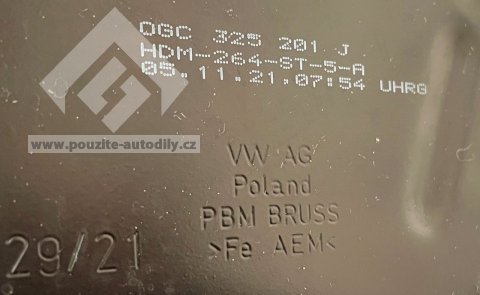 OGC 325 201 J
HDM-264-ST-5-A
05.11.21.07:54 UHRG
www.pouzite-autodily.cz
VW AG
Poland
PBM BRUSS
>Fe AEM<
29/21